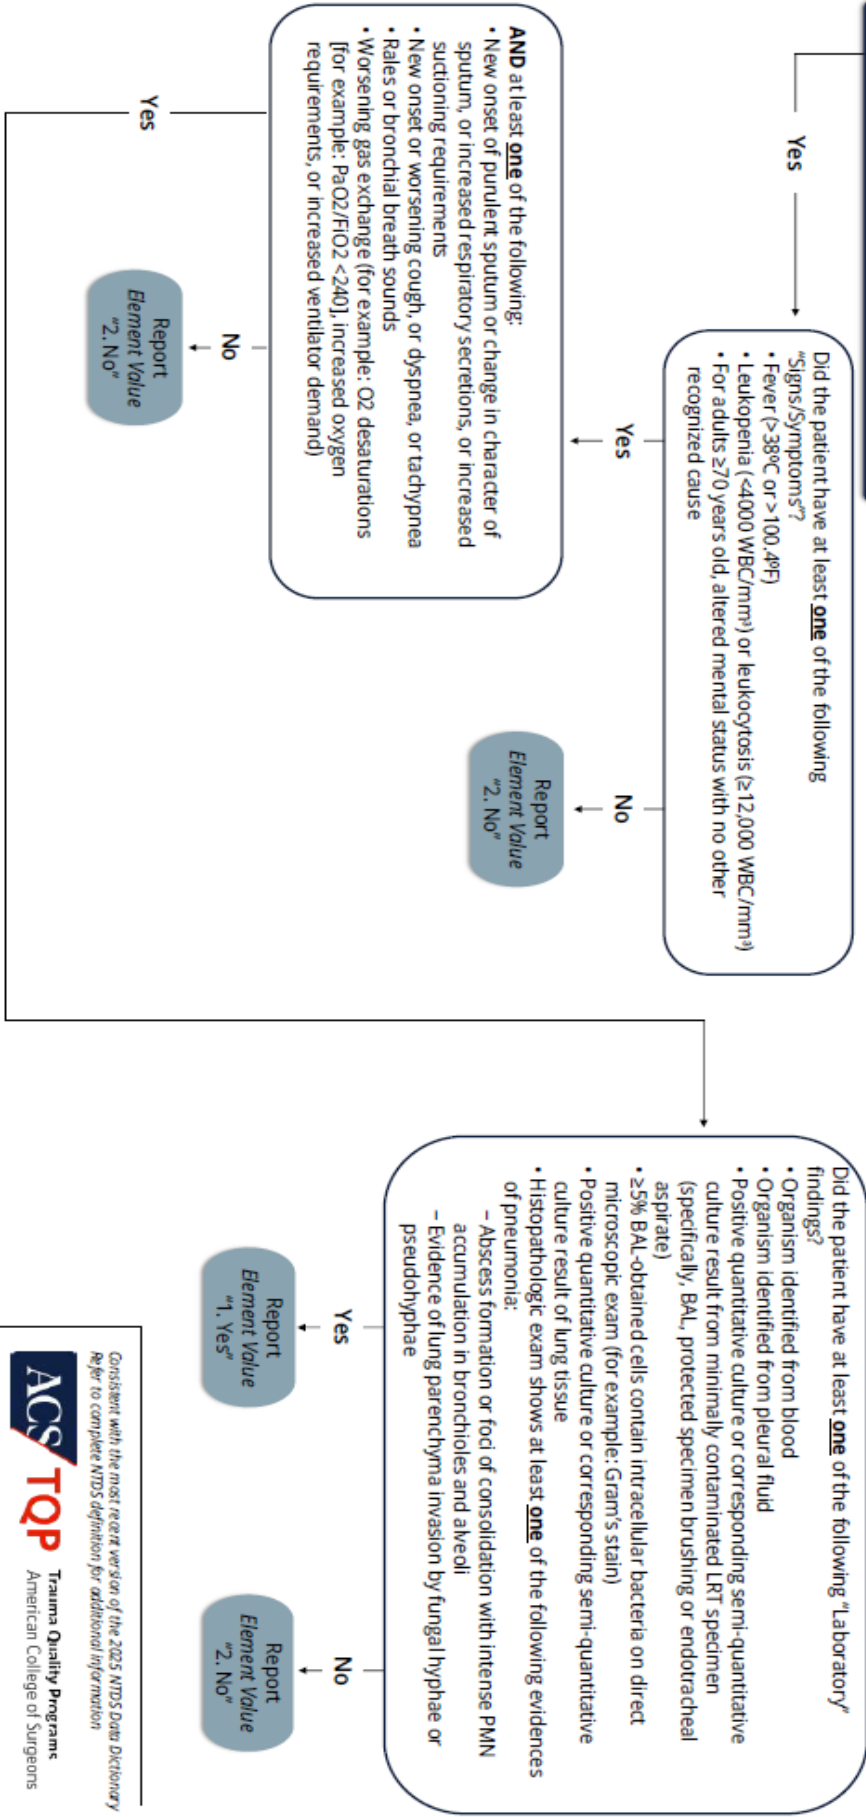 Yes
Did the patient have at least one of the following
"Signs/Symptoms"?
• Fever (>38ºC or >100.4ºF)
• Leukopenia (<4000 WBC/mm³) or leukocytosis (≥12,000 WBC/mm³)
• For adults ≥70 years old, altered mental status with no other
recognized cause
Yes
No
Report
Element Value
"2. No"
AND at least one of the following:
• New onset of purulent sputum or change in character of
sputum, or increased respiratory secretions, or increased
suctioning requirements
• New onset or worsening cough, or dyspnea, or tachypnea
• Rales or bronchial breath sounds
• Worsening gas exchange (for example: O2 desaturations
[for example: PaO2/FiO2 <240], increased oxygen
requirements, or increased ventilator demand)
Yes
No
Report
Element Value
"2. No"
Did the patient have at least one of the following "Laboratory"
findings?
• Organism identified from blood
• Organism identified from pleural fluid
• Positive quantitative culture or corresponding semi-quantitative
culture result from minimally contaminated LRT specimen
(specifically, BAL, protected specimen brushing or endotracheal
aspirate)
• ≥5% BAL-obtained cells contain intracellular bacteria on direct
microscopic exam (for example: Gram's stain)
• Positive quantitative culture or corresponding semi-quantitative
culture result of lung tissue
• Histopathologic exam shows at least one of the following evidences
of pneumonia:
– Abscess formation or foci of consolidation with intense PMN
accumulation in bronchioles and alveoli
– Evidence of lung parenchyma invasion by fungal hyphae or
pseudohyphae
Yes
No
Report
Element Value
"1. Yes"
Report
Element Value
"2. No"
Consistent with the most recent version of the 2025 NTDS Data Dictionary
Refer to complete NTDS definition for additional information
ACS TQP
Trauma Quality Programs
American College of Surgeons